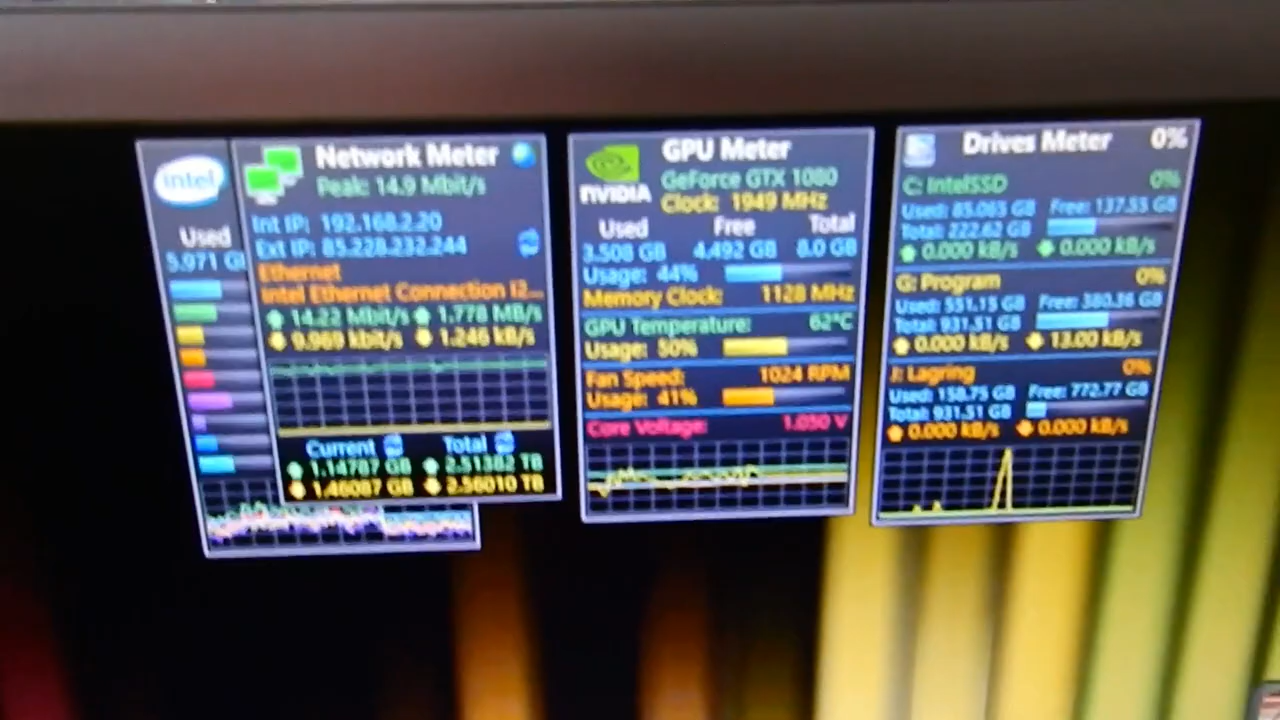 intel
Used
5.971 G
Network Meter
Peak: 14.9 Mbit/s
Int IP: 192.168.2.20
Ext IP: 85.228.232.244
Ethernet
Intel Ethernet Connection I2...
14.22 Mbit/s 1.778 MB/s
9.969 kbit/s 1.246 kB/s
Current Total
1.14787 GB 2.51382 TB
1.46087 GB 2.56010 TB
nVIDIA
GPU Meter
GeForce GTX 1080
Clock: 1949 MHz
Used Free Total
3.508 GB 4.492 GB 8.0 GB
Usage: 44%
Memory Clock: 1128 MHz
GPU Temperature: 62°C
Usage: 50%
Fan Speed: 1024 RPM
Usage: 41%
Core Voltage: 1.050 V
Drives Meter 0%
C: IntelSSD 0%
Used: 85.065 GB Free: 137.55 GB
Total: 222.62 GB
0.000 kB/s 0.000 kB/s
G: Program 0%
Used: 551.15 GB Free: 380.36 GB
Total: 931.51 GB
0.000 kB/s 13.00 kB/s
J: Lagring 0%
Used: 158.75 GB Free: 772.77 GB
Total: 931.51 GB
0.000 kB/s 0.000 kB/s